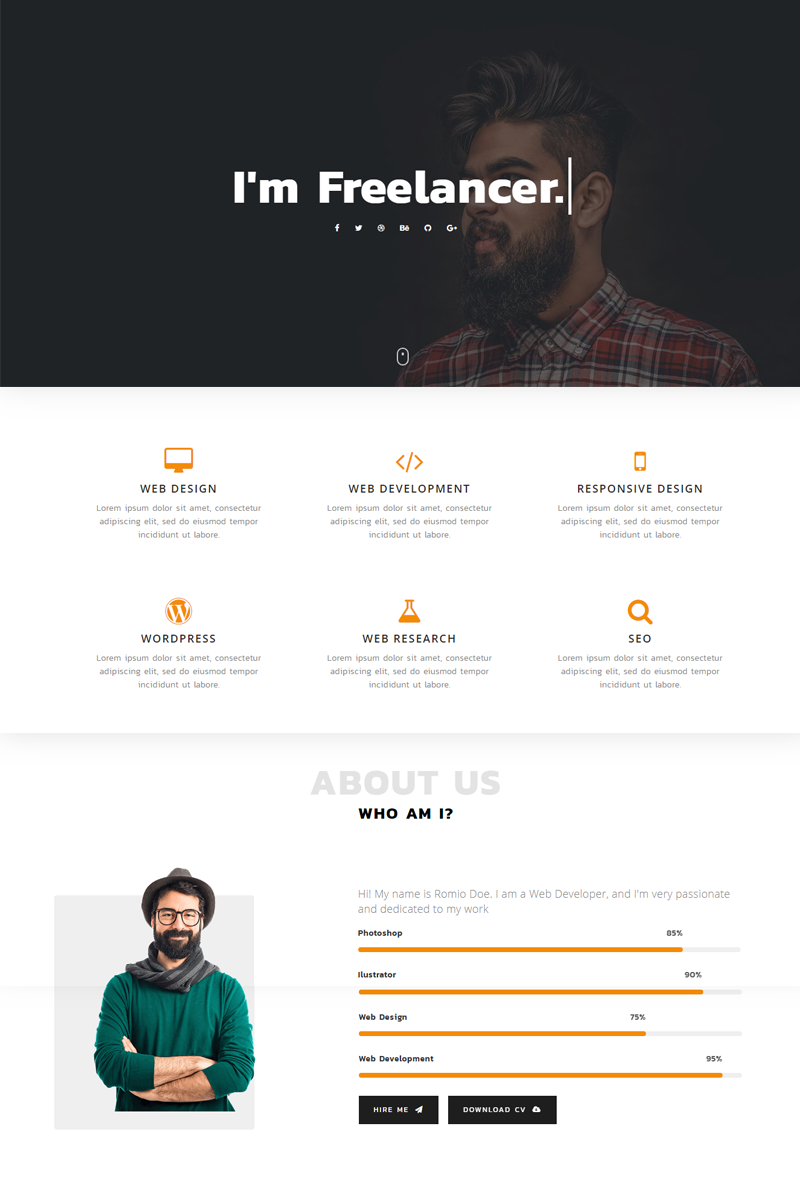 I'm Freelancer.
WEB DESIGN
Lorem ipsum dolor sit amet, consectetur
adipiscing elit, sed do eiusmod tempor
incididunt ut labore.
WEB DEVELOPMENT
Lorem ipsum dolor sit amet, consectetur
adipiscing elit, sed do eiusmod tempor
incididunt ut labore.
RESPONSIVE DESIGN
Lorem ipsum dolor sit amet, consectetur
adipiscing elit, sed do eiusmod tempor
incididunt ut labore.
WORDPRESS
Lorem ipsum dolor sit amet, consectetur
adipiscing elit, sed do eiusmod tempor
incididunt ut labore.
WEB RESEARCH
Lorem ipsum dolor sit amet, consectetur
adipiscing elit, sed do eiusmod tempor
incididunt ut labore.
SEO
Lorem ipsum dolor sit amet, consectetur
adipiscing elit, sed do eiusmod tempor
incididunt ut labore.
ABOUT US
WHO AM I?
Hi! My name is Romio Doe. I am a Web Developer, and I'm very passionate
and dedicated to my work
Photoshop 85%
Ilustrator 90%
Web Design 75%
Web Development 95%
HIRE ME
DOWNLOAD CV